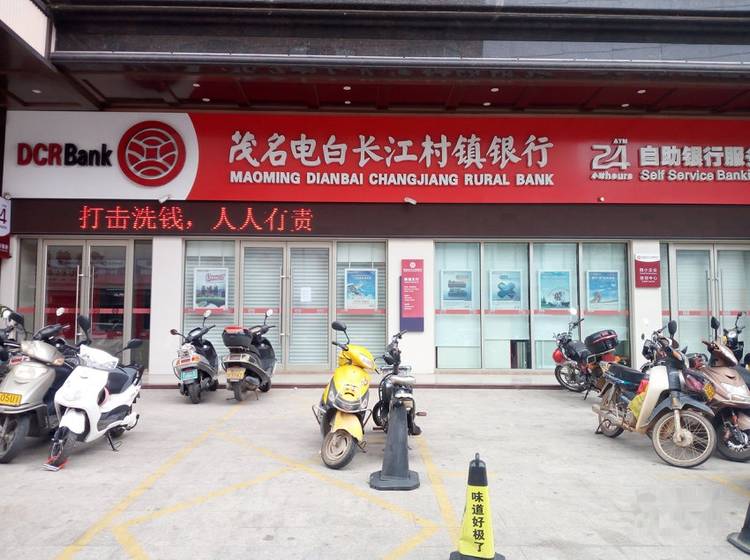 DCR Bank
茂名电白长江村镇银行
MAOMING DIANBAI CHANGJIANG RURAL BANK
ATM
24
hours
自助银行服
Self Service Banki
打击洗钱，人人有责
味道好极了